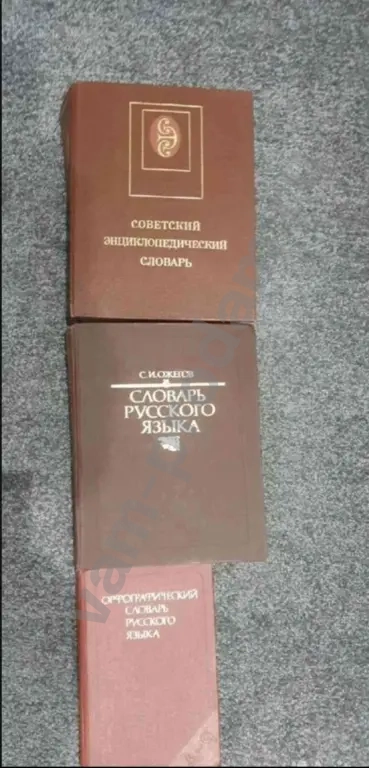 СОВЕТСКИЙ
ЭНЦИКЛОПЕДИЧЕСКИЙ
СЛОВАРЬ
С.И.ОЖЕГОВ
СЛОВАРЬ
РУССКОГО
ЯЗЫКА
ОРФОГРАФИЧЕСКИЙ
СЛОВАРЬ
РУССКОГО
ЯЗЫКА